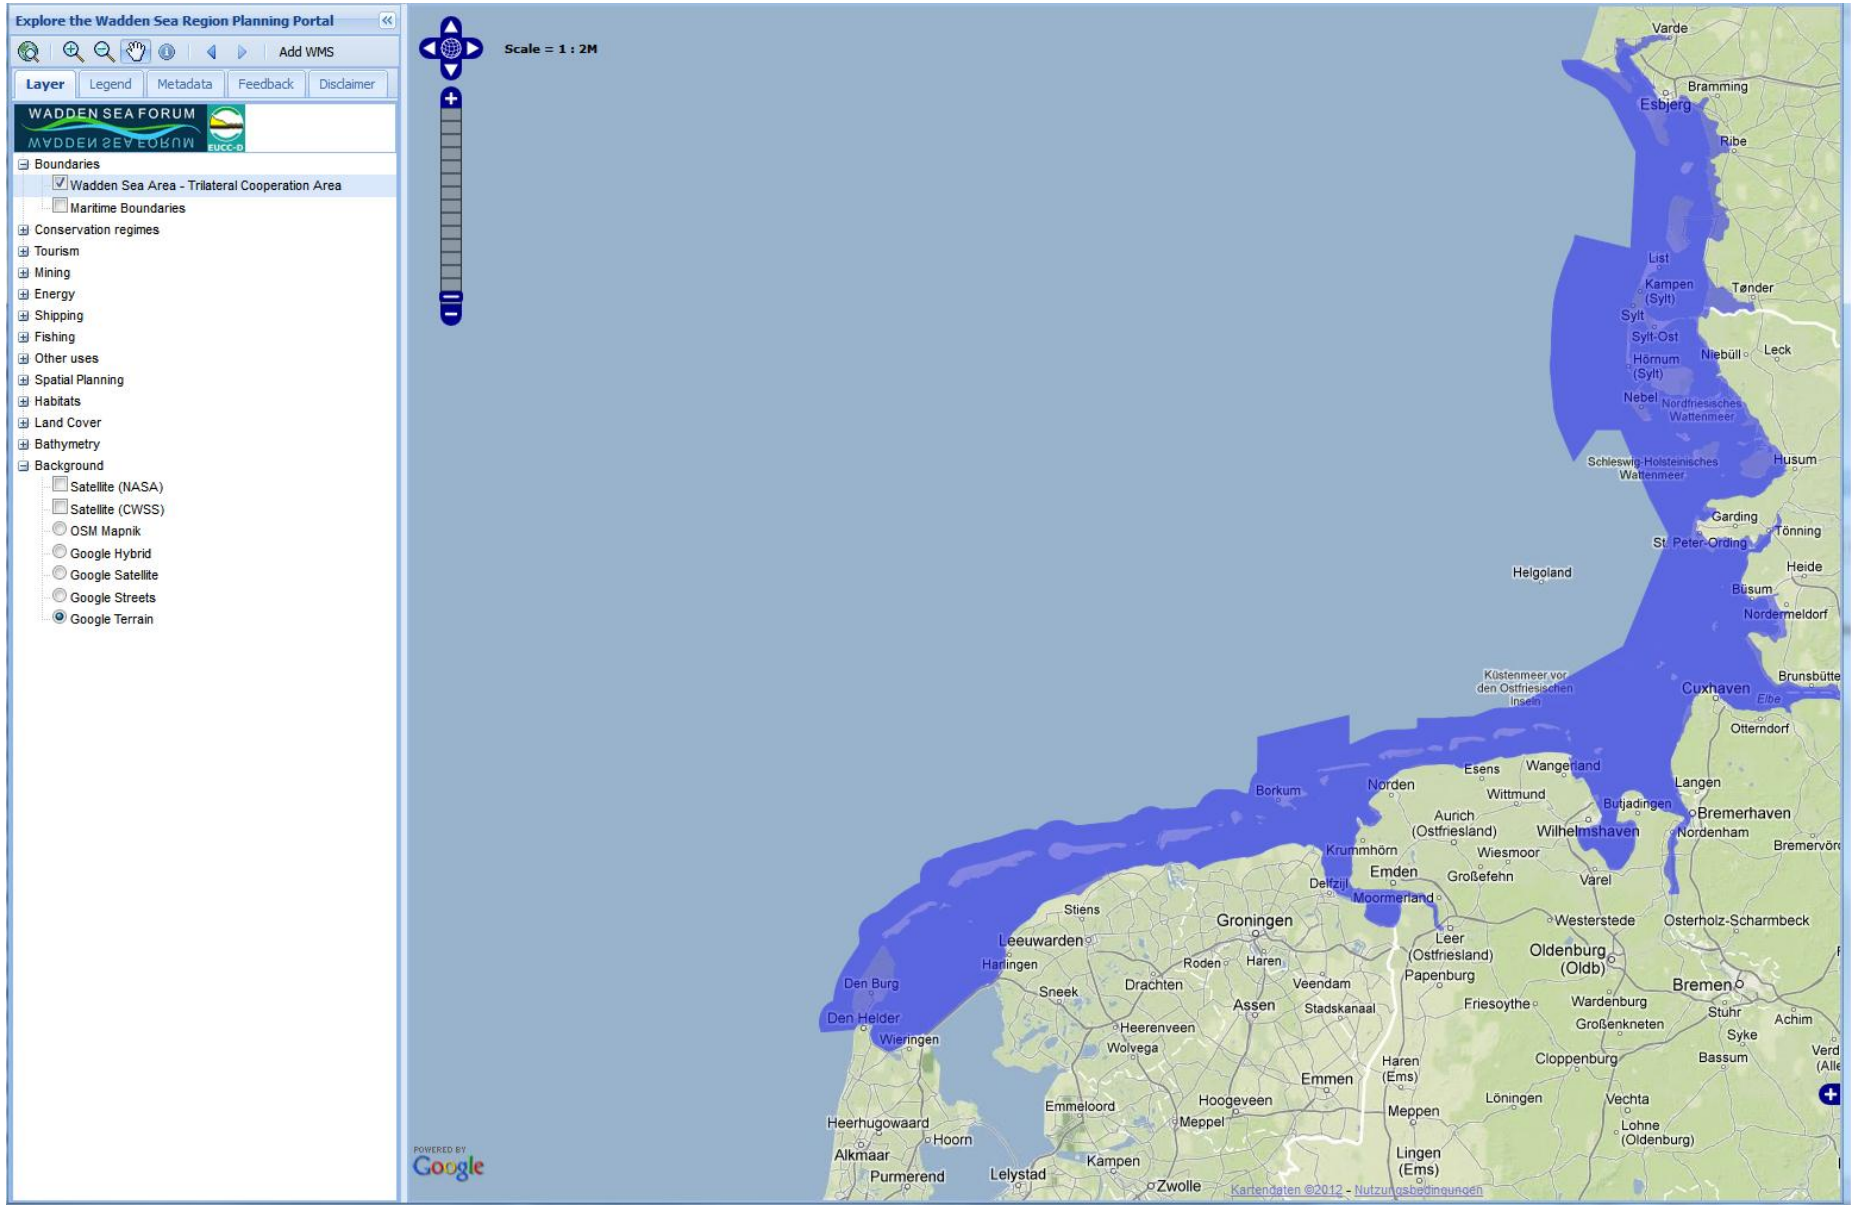 Explore the Wadden Sea Region Planning Portal
Add WMS
Layer Legend Metadata Feedback Disclaimer
WADDEN SEA FORUM
EUCC-D
Boundaries
Wadden Sea Area - Trilateral Cooperation Area
Maritime Boundaries
Conservation regimes
Tourism
Mining
Energy
Shipping
Fishing
Other uses
Spatial Planning
Habitats
Land Cover
Bathymetry
Background
Satellite (NASA)
Satellite (CWSS)
OSM Mapnik
Google Hybrid
Google Satellite
Google Streets
Google Terrain
Scale = 1 : 2M
Varde
Bramming
Esbjerg
Ribe
List
Kampen
(Sylt)
Tønder
Sylt
Sylt-Ost
Niebüll
Leck
Hörnum
(Sylt)
Nebel
Nordfriesisches
Wattenmeer
Schleswig-Holsteinisches
Wattenmeer
Husum
Garding
Tönning
St. Peter-Ording
Helgoland
Heide
Büsum
Nordermeldorf
Küstenmeer vor
den Ostfriesischen
Inseln
Brunsbütte
Cuxhaven
Elbe
Otterndorf
Esens
Wangerland
Norden
Langen
Borkum
Wittmund
Butjadingen
Bremerhaven
Aurich
(Ostfriesland)
Wilhelmshaven
Nordenham
Bremervörd
Krummhörn
Wiesmoor
Emden
Großefehn
Varel
Delfzijl
Moormerland
Stiens
Groningen
Westerstede
Osterholz-Scharmbeck
Leeuwarden
Leer
(Ostfriesland)
Oldenburg
(Oldb)
Harlingen
Roden
Haren
Papenburg
Den Burg
Sneek
Drachten
Veendam
Bremen
Assen
Stadskanaal
Friesoythe
Wardenburg
Stuhr
Achim
Den Helder
Großenkneten
Heerenveen
Syke
Wieringen
Wolvega
Haren
(Ems)
Cloppenburg
Bassum
Verd
(Alle
Emmen
Emmeloord
Hoogeveen
Löningen
Vechta
Meppen
Heerhugowaard
Meppel
Lohne
(Oldenburg)
Hoorn
POWERED BY
Google
Alkmaar
Kampen
Lingen
(Ems)
Purmerend
Lelystad
Zwolle
Kartendaten ©2012 - Nutzungsbedingungen